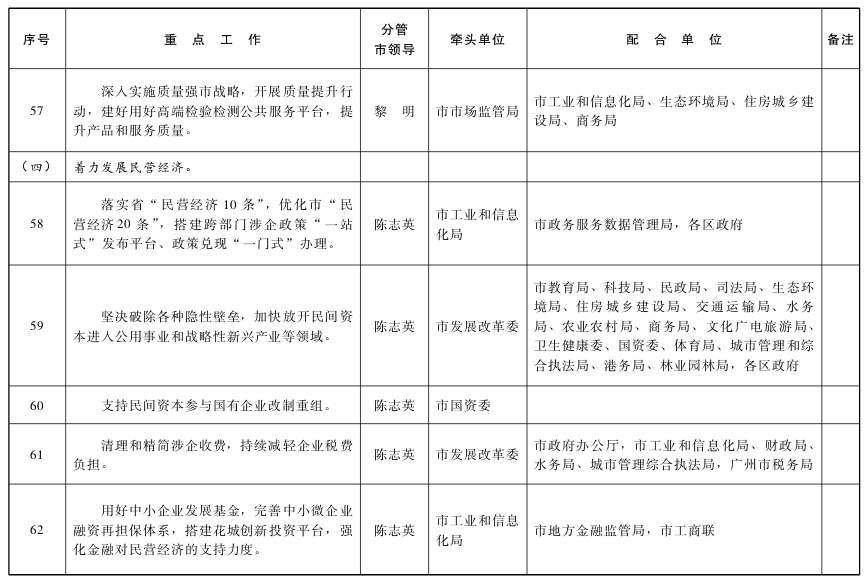 序号 重点工作 分管市领导 牵头单位 配合单位 备注
57 深入实施质量强市战略，开展质量提升行动，建好用好高端检验检测公共服务平台，提升产品和服务质量。 黎　明 市市场监管局 市工业和信息化局、生态环境局、住房城乡建设局、商务局
（四） 着力发展民营经济。
58 落实省“民营经济10条”，优化市“民营经济20条”，搭建跨部门涉企政策“一站式”发布平台、政策兑现“一门式”办理。 陈志英 市工业和信息化局 市政务服务数据管理局，各区政府
59 坚决破除各种隐性壁垒，加快放开民间资本进入公用事业和战略性新兴产业等领域。 陈志英 市发展改革委 市教育局、科技局、民政局、司法局、生态环境局、住房城乡建设局、交通运输局、水务局、农业农村局、商务局、文化广电旅游局、卫生健康委、国资委、体育局、城市管理和综合执法局、港务局、林业园林局，各区政府
60 支持民间资本参与国有企业改制重组。 陈志英 市国资委
61 清理和精简涉企收费，持续减轻企业税费负担。 陈志英 市发展改革委 市政府办公厅，市工业和信息化局、财政局、水务局、城市管理综合执法局，广州市税务局
62 用好中小企业发展基金，完善中小微企业融资再担保体系，搭建花城创新投资平台，强化金融对民营经济的支持力度。 陈志英 市工业和信息化局 市地方金融监管局，市工商联